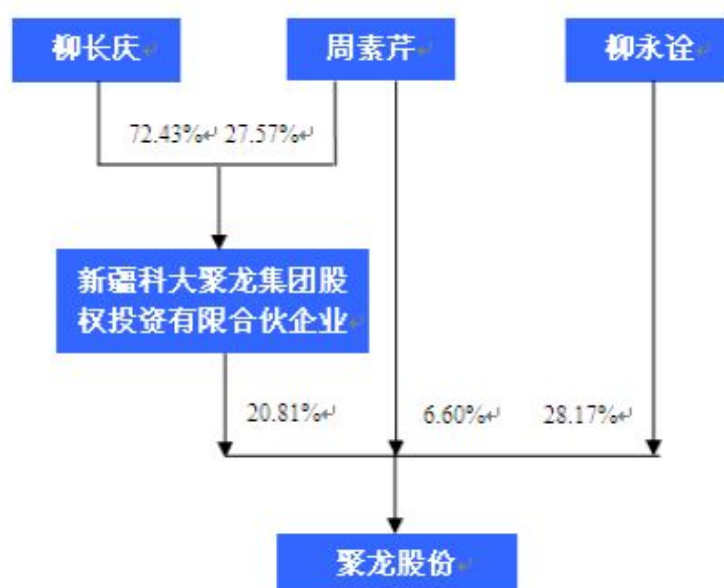 柳长庆
周素芹
柳永诠
72.43% 27.57%
新疆科大聚龙集团股
权投资有限合伙企业
20.81%
6.60%
28.17%
聚龙股份